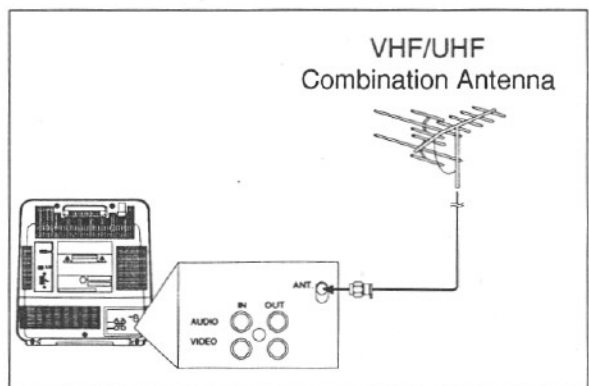 VHF/UHF
Combination Antenna
ANT.
IN OUT
AUDIO
VIDEO